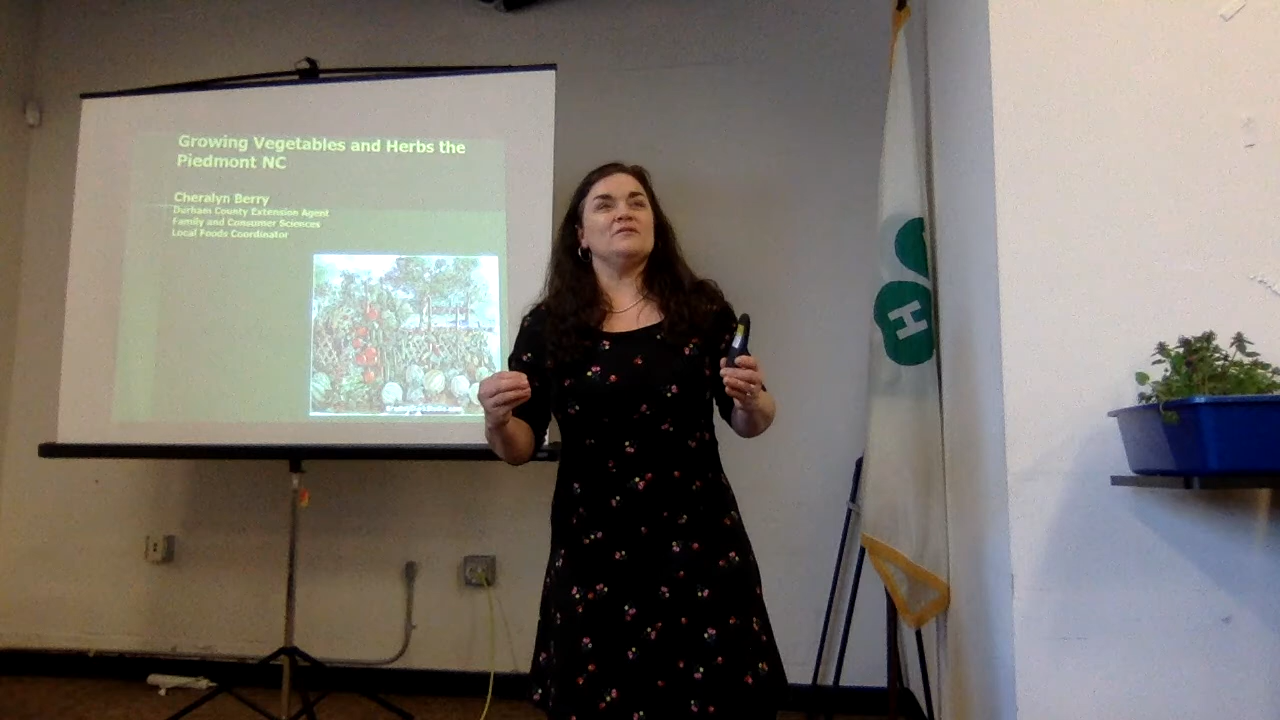 Growing Vegetables and Herbs the
Piedmont NC
Cheralyn Berry
Durham County Extension Agent
Family and Consumer Sciences
Local Foods Coordinator
H